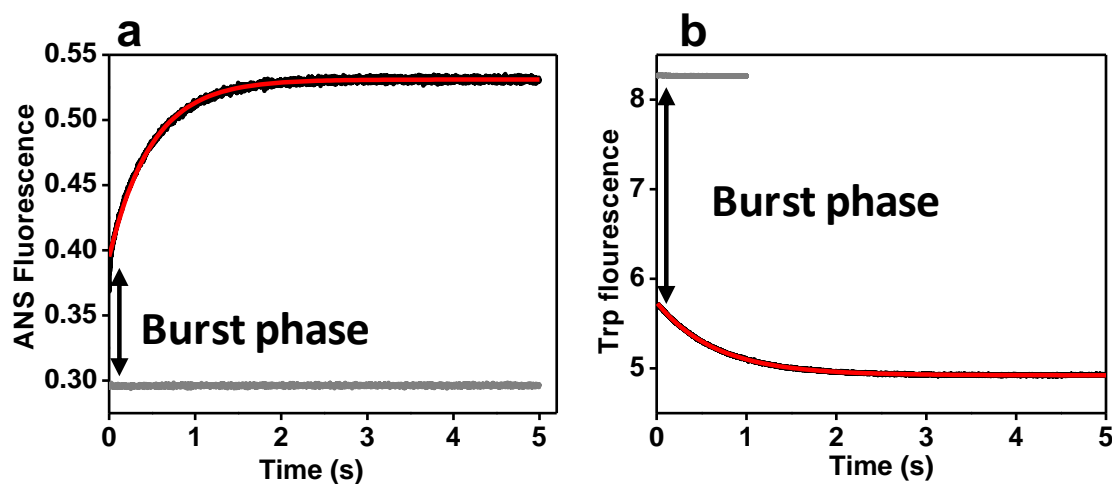 a
0.55
0.50
0.45
0.40
0.35
0.30
ANS Fluorescence
Burst phase
0 1 2 3 4 5
Time (s)
b
8
7
6
5
Trp flourescence
Burst phase
0 1 2 3 4 5
Time (s)